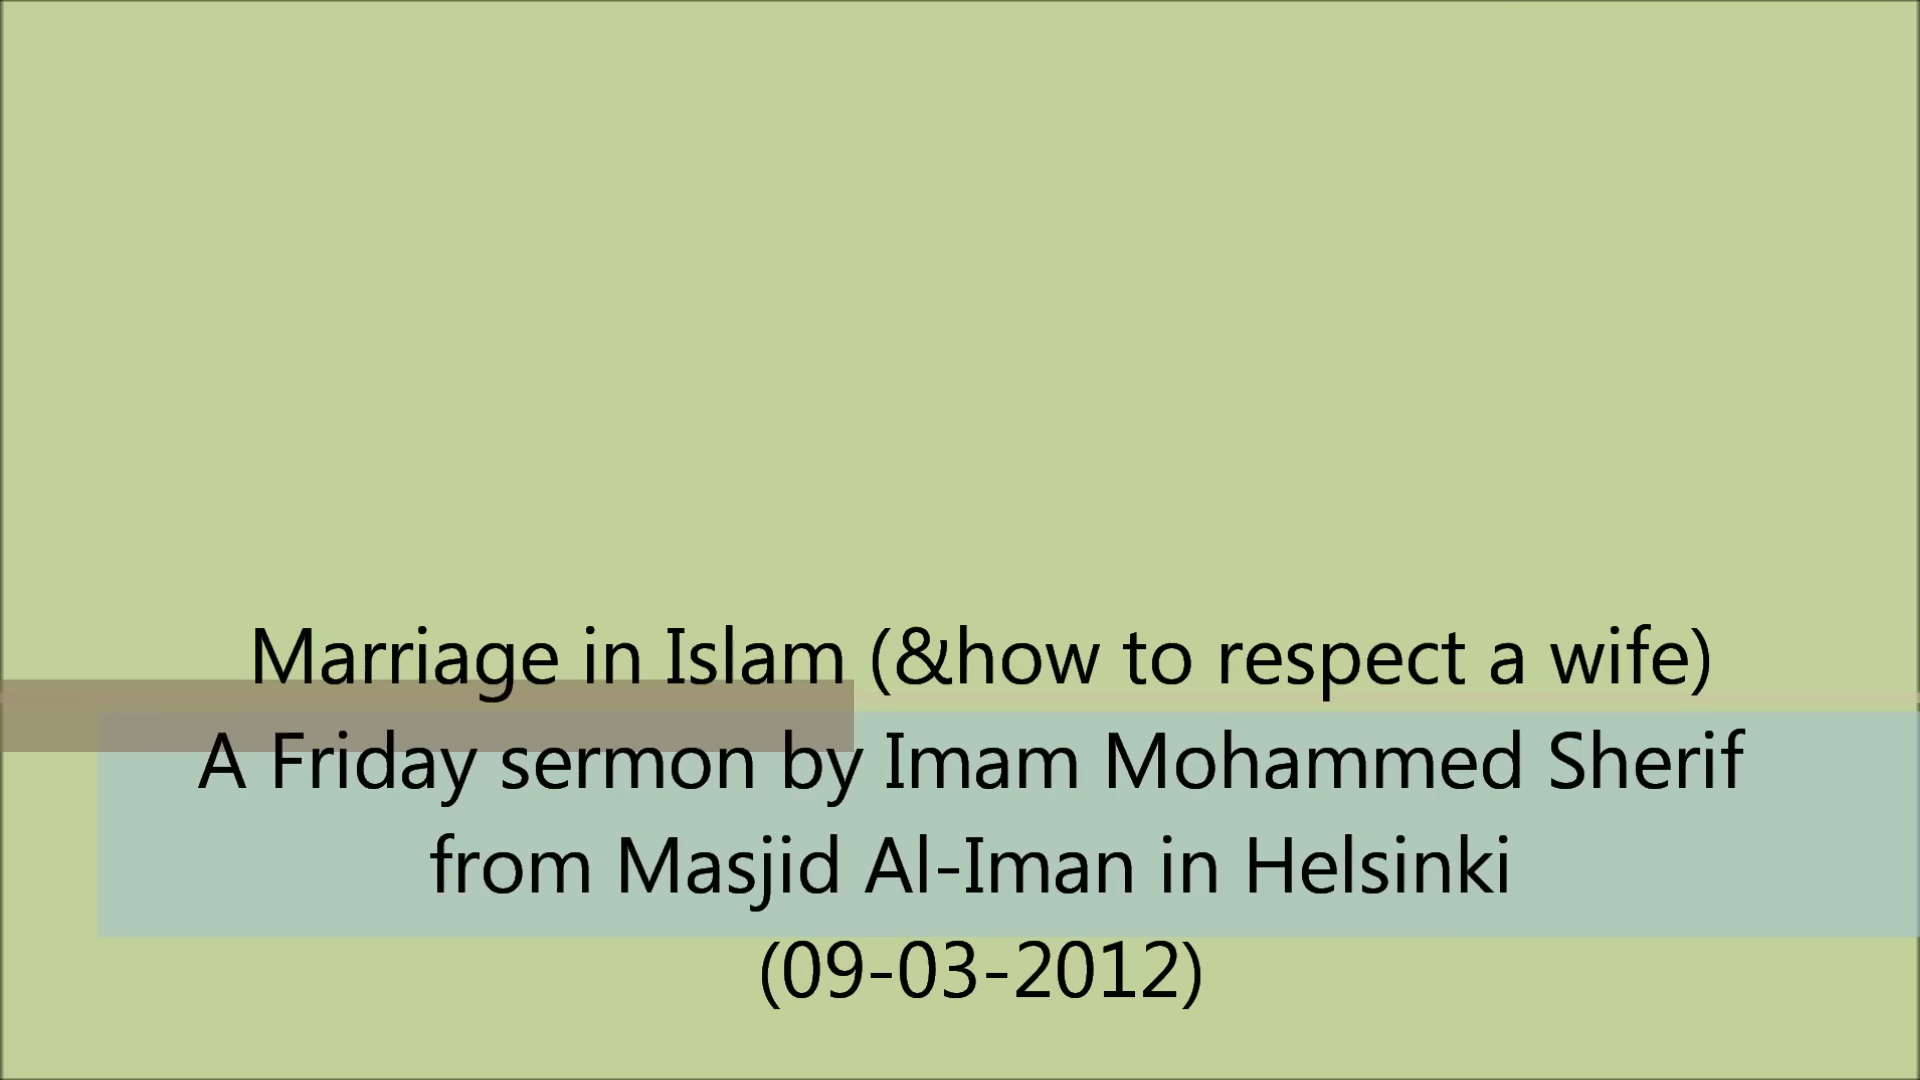 Marriage in Islam (&how to respect a wife)
A Friday sermon by Imam Mohammed Sherif
from Masjid Al-Iman in Helsinki
(09-03-2012)